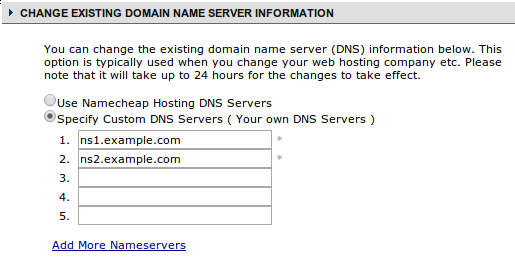 CHANGE EXISTING DOMAIN NAME SERVER INFORMATION
You can change the existing domain name server (DNS) information below. This
option is typically used when you change your web hosting company etc. Please
note that it will take up to 24 hours for the changes to take effect.
Use Namecheap Hosting DNS Servers
Specify Custom DNS Servers ( Your own DNS Servers )
1. ns1.example.com *
2. ns2.example.com *
3.
4.
5.
Add More Nameservers